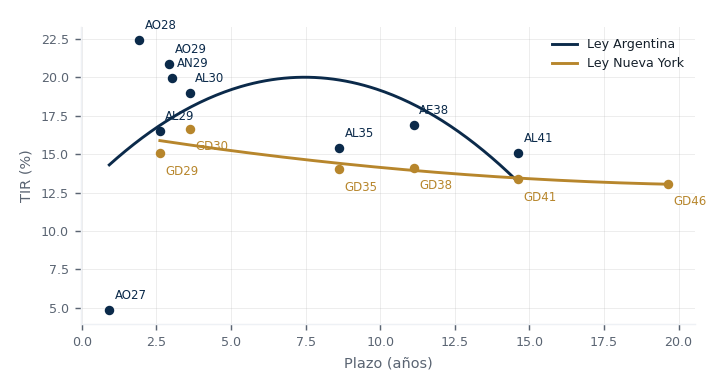 AO28
AO29
AN29
AL30
AL29
GD30
GD29
AL35
GD35
AE38
GD38
AL41
GD41
GD46
AO27
Ley Argentina
Ley Nueva York
TIR (%)
22.5
20.0
17.5
15.0
12.5
10.0
7.5
5.0
0.0 2.5 5.0 7.5 10.0 12.5 15.0 17.5 20.0
Plazo (años)